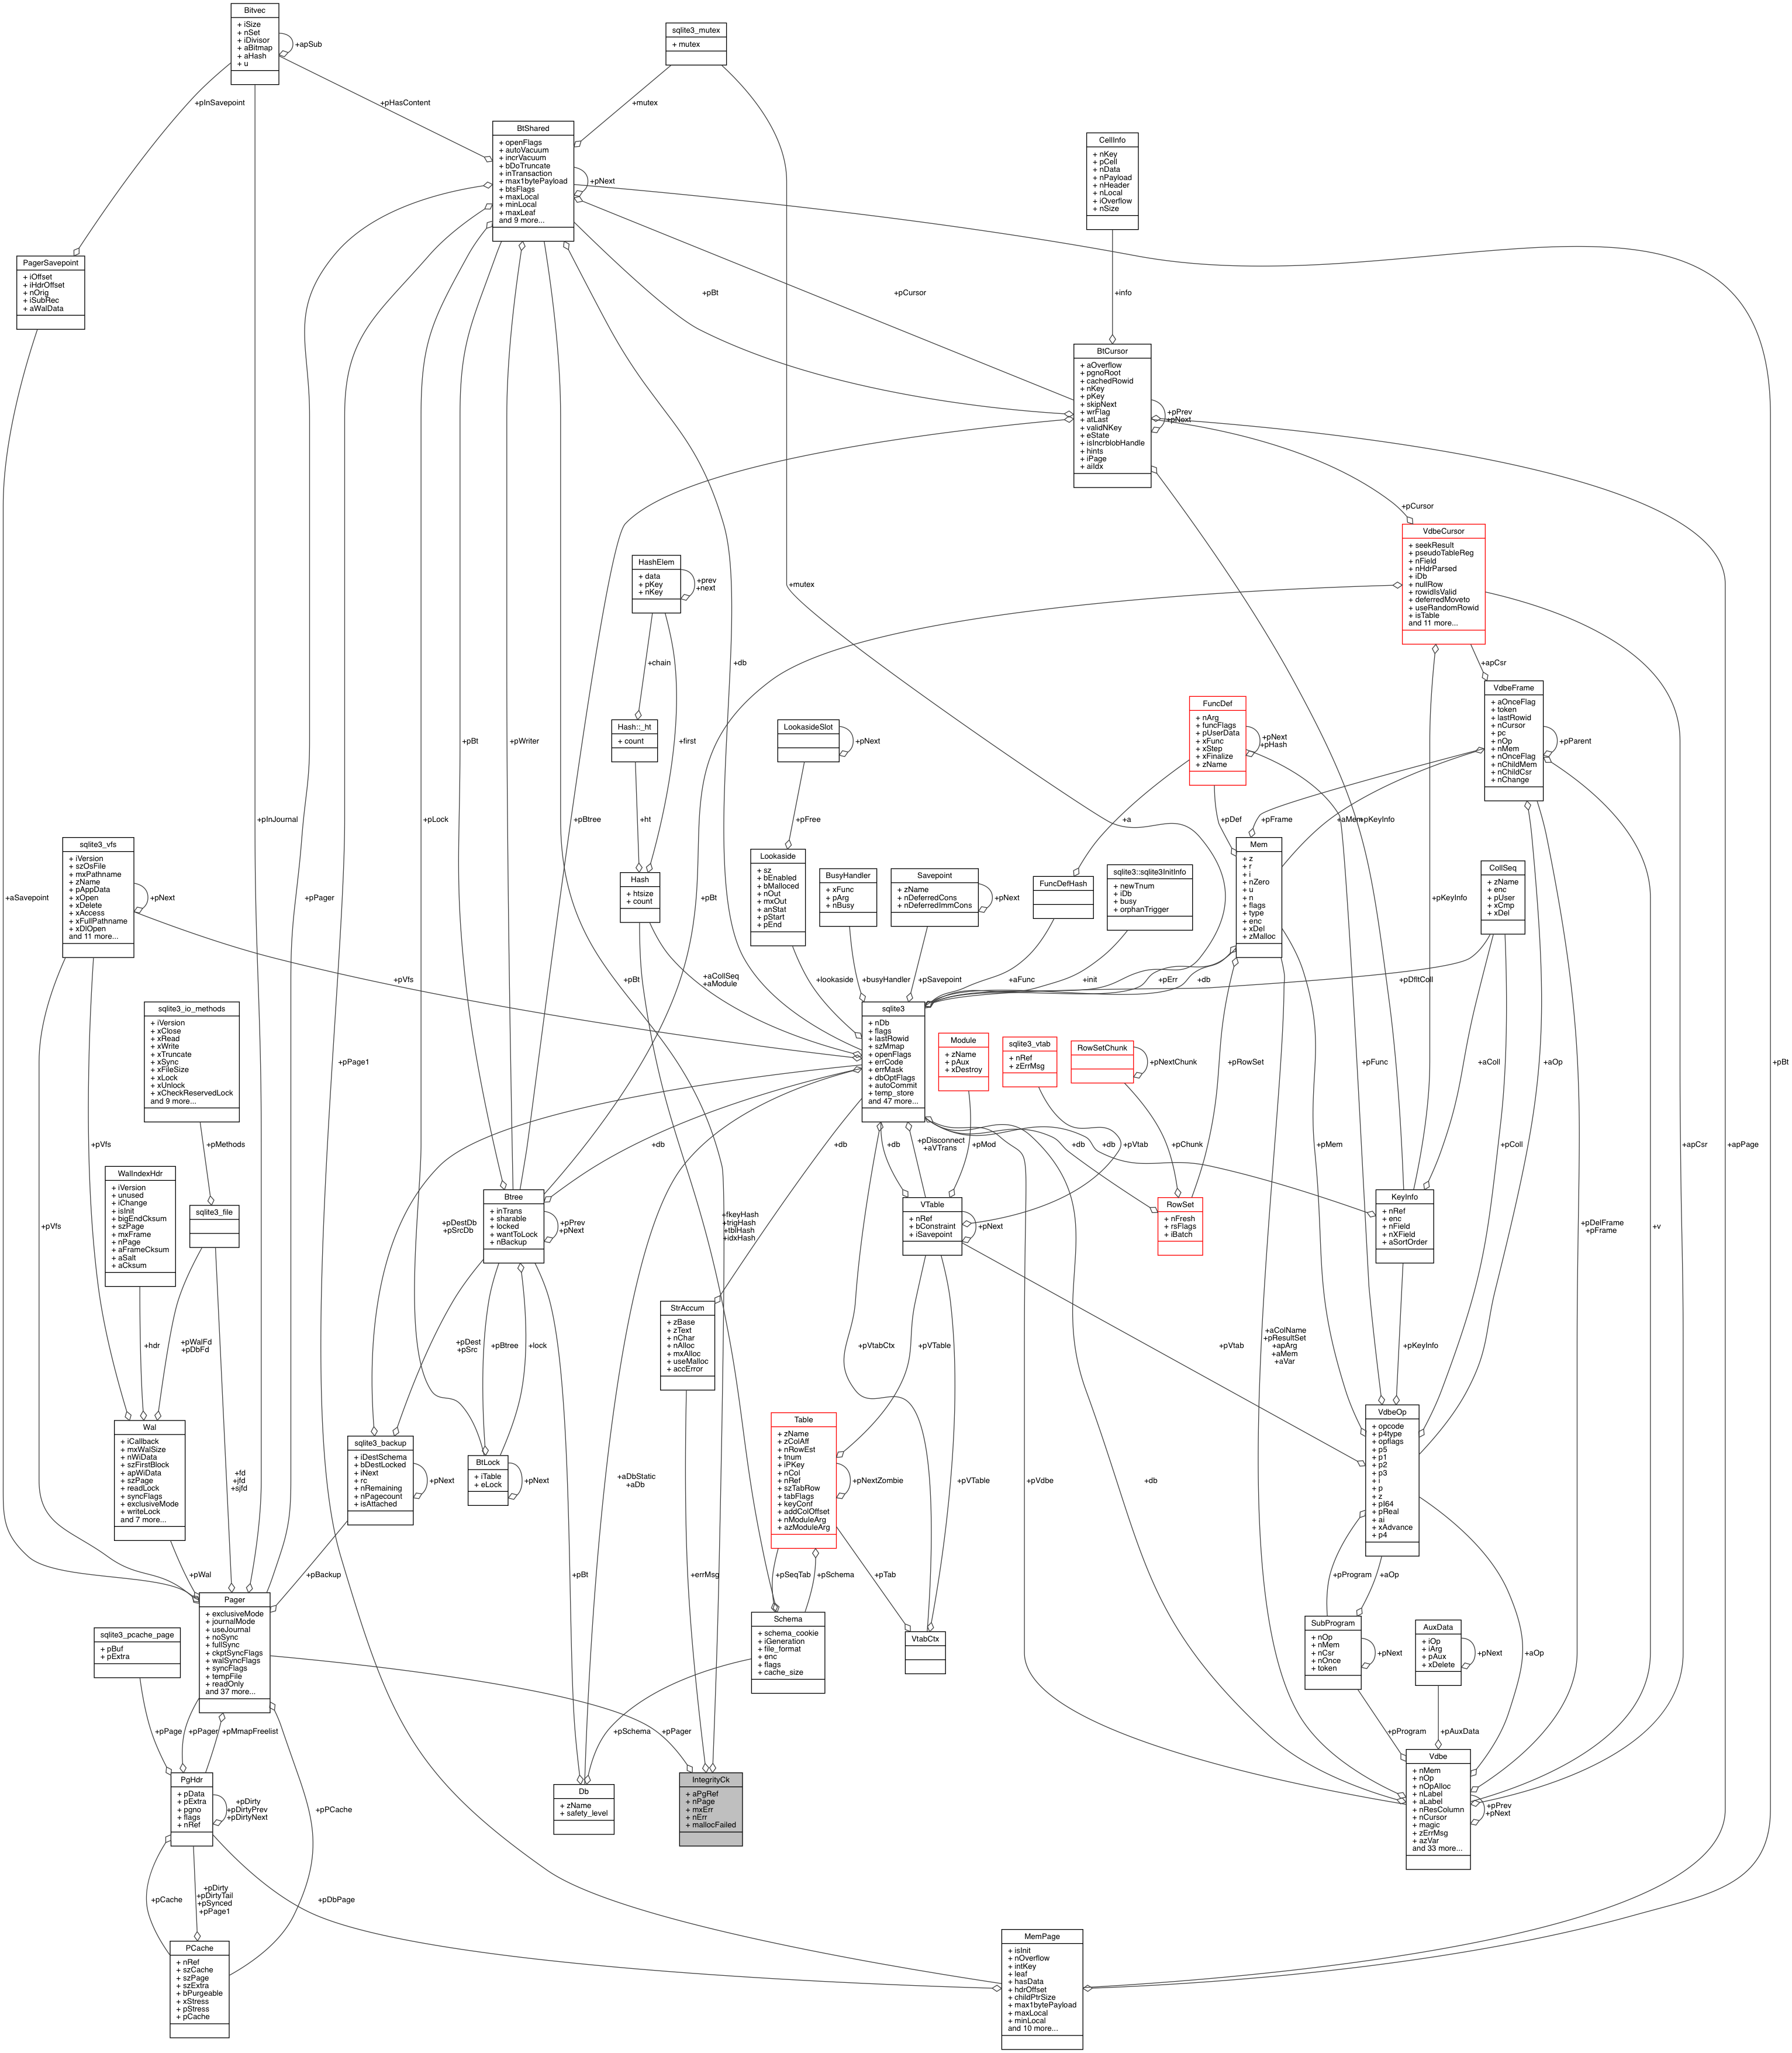 Bitvec
+ iSize
+ nSet
+ iDivisor
+ aBitmap
+ aHash
+ u
+apSub
sqlite3_mutex
+ mutex
+pInSavepoint
+pHasContent
+mutex
BtShared
+ openFlags
+ autoVacuum
+ incrVacuum
+ bDoTruncate
+ inTransaction
+ max1bytePayload
+ btsFlags
+ maxLocal
+ minLocal
+ maxLeaf
and 9 more...
+pNext
CellInfo
+ nKey
+ pCell
+ nData
+ nPayload
+ nHeader
+ nLocal
+ iOverflow
+ nSize
PagerSavepoint
+ iOffset
+ iHdrOffset
+ nOrig
+ iSubRec
+ aWalData
+pBt
+pCursor
+info
BtCursor
+ aOverflow
+ pgnoRoot
+ cachedRowid
+ nKey
+ pKey
+ skipNext
+ wrFlag
+ atLast
+ validNKey
+ eState
+ isIncrblobHandle
+ hints
+ iPage
+ aiIdx
+pPrev
+pNext
+pCursor
VdbeCursor
+ seekResult
+ pseudoTableReg
+ nField
+ nHdrParsed
+ iDb
+ nullRow
+ rowidIsValid
+ deferredMoveto
+ useRandomRowid
+ isTable
and 11 more...
HashElem
+ data
+ pKey
+ nKey
+prev
+next
+mutex
+chain
+db
+apCsr
Hash::_ht
+ count
+first
LookasideSlot
+pNext
FuncDef
+ nArg
+ funcFlags
+ pUserData
+ xFunc
+ xStep
+ xFinalize
+ zName
+pNext
+pHash
VdbeFrame
+ aOnceFlag
+ token
+ lastRowid
+ nCursor
+ pc
+ nOp
+ nMem
+ nOnceFlag
+ nChildMem
+ nChildCsr
+ nChange
+pParent
+pBt
+pWriter
+pInJournal
+pLock
+pBtree
+ht
+pFree
+a
+pDef
+pFrame
+aMem
+pKeyInfo
sqlite3_vfs
+ iVersion
+ szOsFile
+ mxPathname
+ zName
+ pAppData
+ xOpen
+ xDelete
+ xAccess
+ xFullPathname
+ xDlOpen
and 11 more...
+pNext
+aSavepoint
+pPager
Hash
+ htsize
+ count
Lookaside
+ sz
+ bEnabled
+ bMalloced
+ nOut
+ mxOut
+ anStat
+ pStart
+ pEnd
BusyHandler
+ xFunc
+ pArg
+ nBusy
Savepoint
+ zName
+ nDeferredCons
+ nDeferredImmCons
+pNext
FuncDefHash
sqlite3::sqlite3InitInfo
+ newTnum
+ iDb
+ busy
+ orphanTrigger
Mem
+ z
+ r
+ i
+ nZero
+ u
+ n
+ flags
+ type
+ enc
+ xDel
+ zMalloc
CollSeq
+ zName
+ enc
+ pUser
+ xCmp
+ xDel
+pBt
+pKeyInfo
+pVfs
+pBt
+aCollSeq
+aModule
+lookaside
+busyHandler
+pSavepoint
+aFunc
+init
+pErr
+db
+pDfltColl
sqlite3_io_methods
+ iVersion
+ xClose
+ xRead
+ xWrite
+ xTruncate
+ xSync
+ xFileSize
+ xLock
+ xUnlock
+ xCheckReservedLock
and 9 more...
sqlite3
+ nDb
+ flags
+ lastRowid
+ szMmap
+ openFlags
+ errCode
+ errMask
+ dbOptFlags
+ autoCommit
+ temp_store
and 47 more...
Module
+ zName
+ pAux
+ xDestroy
sqlite3_vtab
+ nRef
+ zErrMsg
RowSetChunk
+pNextChunk
+pRowSet
+pFunc
+aColl
+aOp
+pBt
+pPage1
+pVfs
+pMethods
+db
+db
+db
+pDisconnect
+aVTrans
+pMod
+db
+db
+pVtab
+pChunk
+pMem
+pColl
+apCsr
+apPage
WalIndexHdr
+ iVersion
+ unused
+ iChange
+ isInit
+ bigEndCksum
+ szPage
+ mxFrame
+ nPage
+ aFrameCksum
+ aSalt
+ aCksum
sqlite3_file
Btree
+ inTrans
+ sharable
+ locked
+ wantToLock
+ nBackup
+pPrev
+pNext
VTable
+ nRef
+ bConstraint
+ iSavepoint
+pNext
RowSet
+ nFresh
+ rsFlags
+ iBatch
KeyInfo
+ nRef
+ enc
+ nField
+ nXField
+ aSortOrder
+pVfs
+pDestDb
+pSrcDb
+fkeyHash
+trigHash
+tblHash
+idxHash
+pDelFrame
+pFrame
+v
StrAccum
+ zBase
+ zText
+ nChar
+ nAlloc
+ mxAlloc
+ useMalloc
+ accError
+hdr
+pWalFd
+pDbFd
+pDest
+pSrc
+pBtree
+lock
+pVtabCtx
+pVTable
+pVtab
+aColName
+pResultSet
+apArg
+aMem
+aVar
+pKeyInfo
Wal
+ iCallback
+ mxWalSize
+ nWiData
+ szFirstBlock
+ apWiData
+ szPage
+ readLock
+ syncFlags
+ exclusiveMode
+ writeLock
and 7 more...
+fd
+jfd
+sjfd
sqlite3_backup
+ iDestSchema
+ bDestLocked
+ iNext
+ rc
+ nRemaining
+ nPagecount
+ isAttached
+pNext
BtLock
+ iTable
+ eLock
+pNext
+aDbStatic
+aDb
Table
+ zName
+ zColAff
+ nRowEst
+ tnum
+ iPKey
+ nCol
+ nRef
+ szTabRow
+ tabFlags
+ keyConf
+ addColOffset
+ nModuleArg
+ azModuleArg
+pNextZombie
+pVTable
+pVdbe
+db
VdbeOp
+ opcode
+ p4type
+ opflags
+ p5
+ p1
+ p2
+ p3
+ i
+ p
+ z
+ pI64
+ pReal
+ ai
+ xAdvance
+ p4
+pWal
+pBackup
+pBt
+errMsg
+pSeqTab
+pSchema
+pTab
+pProgram
+aOp
Pager
+ exclusiveMode
+ journalMode
+ useJournal
+ noSync
+ fullSync
+ ckptSyncFlags
+ walSyncFlags
+ syncFlags
+ tempFile
+ readOnly
and 37 more...
sqlite3_pcache_page
+ pBuf
+ pExtra
Schema
+ schema_cookie
+ iGeneration
+ file_format
+ enc
+ flags
+ cache_size
VtabCtx
SubProgram
+ nOp
+ nMem
+ nCsr
+ nOnce
+ token
+pNext
AuxData
+ iOp
+ iArg
+ pAux
+ xDelete
+pNext
+aOp
+pPage
+pPager
+pMmapFreelist
+pSchema
+pPager
+pProgram
+pAuxData
PgHdr
+ pData
+ pExtra
+ pgno
+ flags
+ nRef
+pDirty
+pDirtyPrev
+pDirtyNext
+pPCache
Db
+ zName
+ safety_level
IntegrityCk
+ aPgRef
+ nPage
+ mxErr
+ nErr
+ mallocFailed
Vdbe
+ nMem
+ nOp
+ nOpAlloc
+ nLabel
+ aLabel
+ nResColumn
+ nCursor
+ magic
+ zErrMsg
+ azVar
and 33 more...
+pPrev
+pNext
+pCache
+pDirty
+pDirtyTail
+pSynced
+pPage1
+pDbPage
PCache
+ nRef
+ szCache
+ szPage
+ szExtra
+ bPurgeable
+ xStress
+ pStress
+ pCache
MemPage
+ isInit
+ nOverflow
+ intKey
+ leaf
+ hasData
+ hdrOffset
+ childPtrSize
+ max1bytePayload
+ maxLocal
+ minLocal
and 10 more...